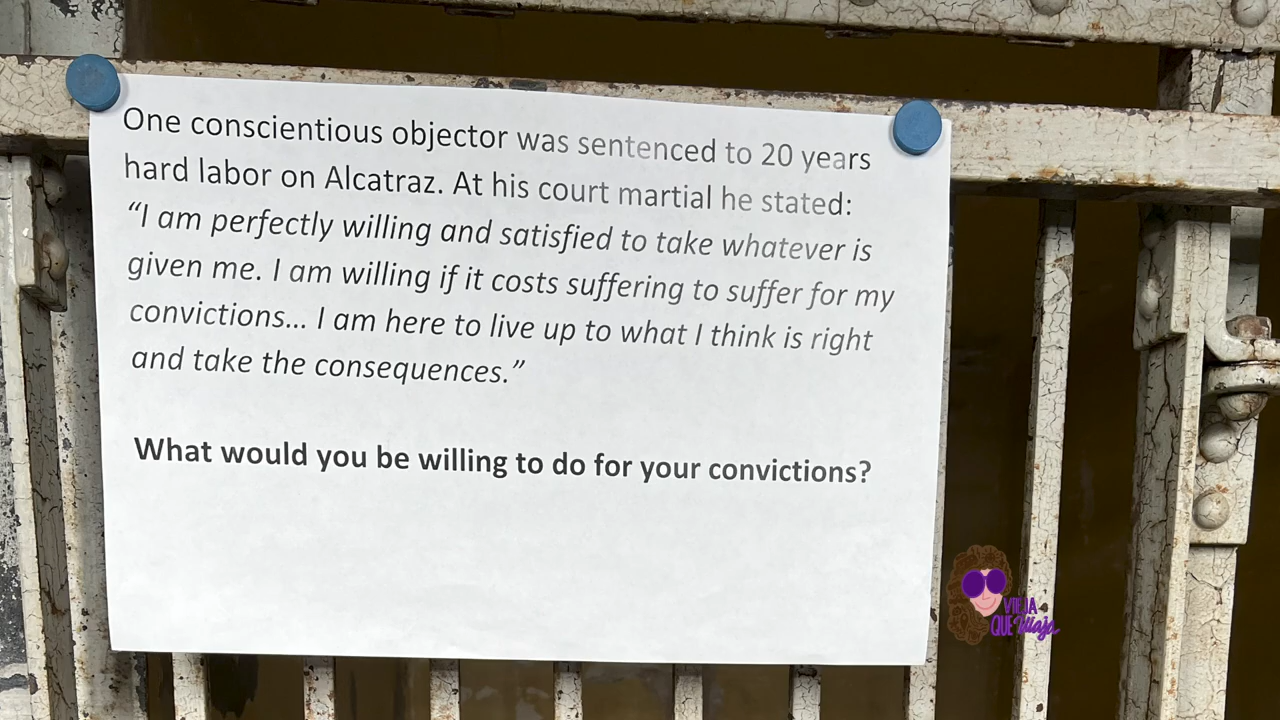 One conscientious objector was sentenced to 20 years
hard labor on Alcatraz. At his court martial he stated:
“I am perfectly willing and satisfied to take whatever is
given me. I am willing if it costs suffering to suffer for my
convictions... I am here to live up to what I think is right
and take the consequences.”
What would you be willing to do for your convictions?
VIEJA
QUE Viaja